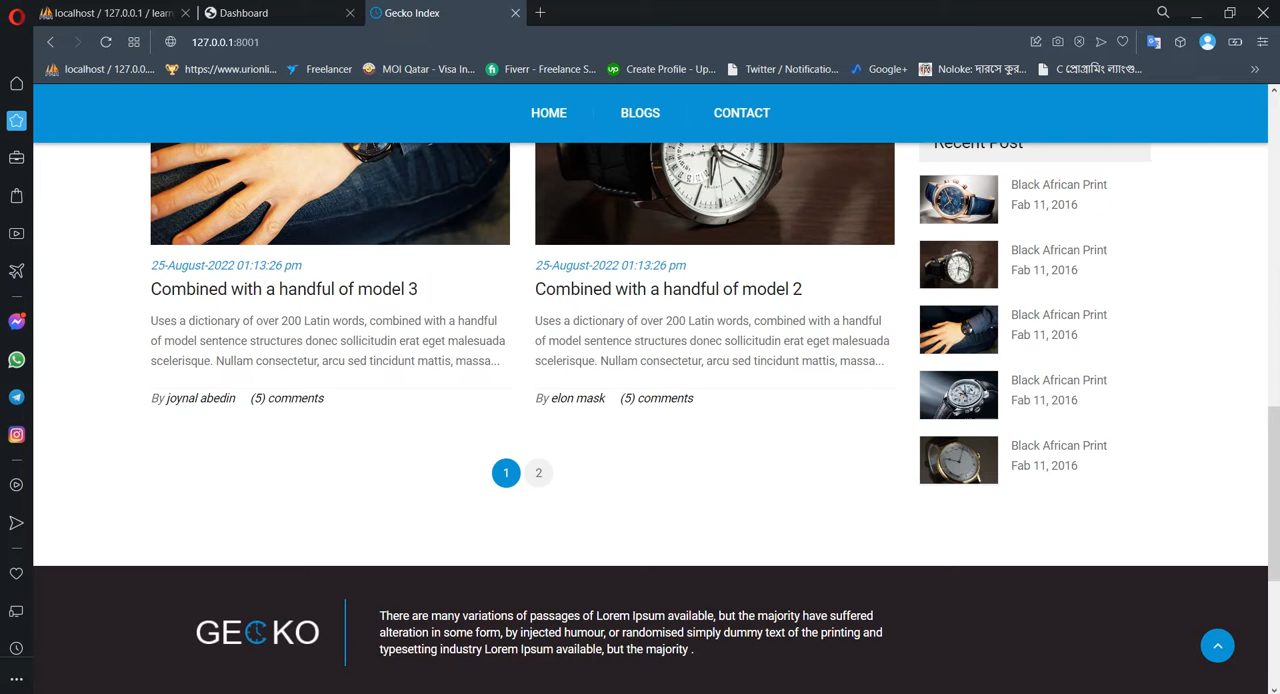 localhost / 127.0.0.1 / learn
Dashboard
Gecko Index
127.0.0.1:8001
localhost / 127.0.0....
https://www.urionli...
Freelancer
MOI Qatar - Visa In...
Fiverr - Freelance S...
Create Profile - Up...
Twitter / Notificatio...
Google+
Noloke: দারসে কুর...
C প্রোগ্রামিং ল্যাংগু...
HOME
BLOGS
CONTACT
Recent Post
25-August-2022 01:13:26 pm
Combined with a handful of model 3
Uses a dictionary of over 200 Latin words, combined with a handful
of model sentence structures donec sollicitudin erat eget malesuada
scelerisque. Nullam consectetur, arcu sed tincidunt mattis, massa...
By joynal abedin (5) comments
25-August-2022 01:13:26 pm
Combined with a handful of model 2
Uses a dictionary of over 200 Latin words, combined with a handful
of model sentence structures donec sollicitudin erat eget malesuada
scelerisque. Nullam consectetur, arcu sed tincidunt mattis, massa...
By elon mask (5) comments
Black African Print
Fab 11, 2016
Black African Print
Fab 11, 2016
Black African Print
Fab 11, 2016
Black African Print
Fab 11, 2016
Black African Print
Fab 11, 2016
1 2
GECKO
There are many variations of passages of Lorem Ipsum available, but the majority have suffered
alteration in some form, by injected humour, or randomised simply dummy text of the printing and
typesetting industry Lorem Ipsum available, but the majority .